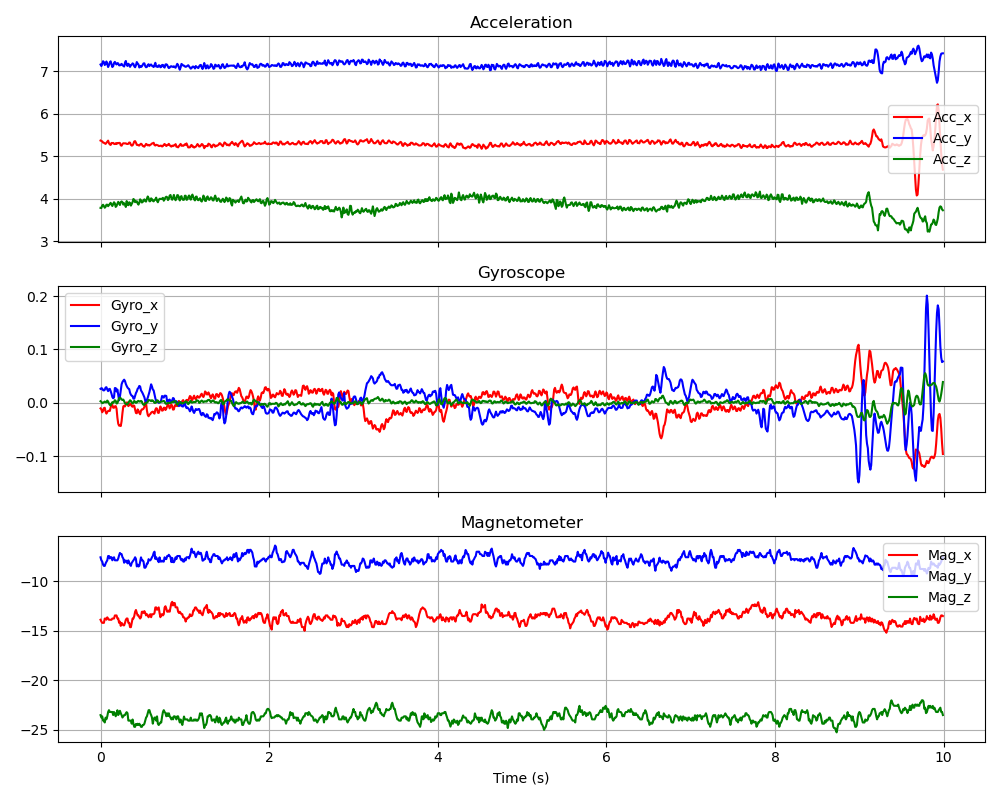 Acceleration
7
6
5
4
3
Acc_x
Acc_y
Acc_z
Gyroscope
0.2
0.1
0.0
−0.1
Gyro_x
Gyro_y
Gyro_z
Magnetometer
−10
−15
−20
−25
Mag_x
Mag_y
Mag_z
0 2 4 6 8 10
Time (s)